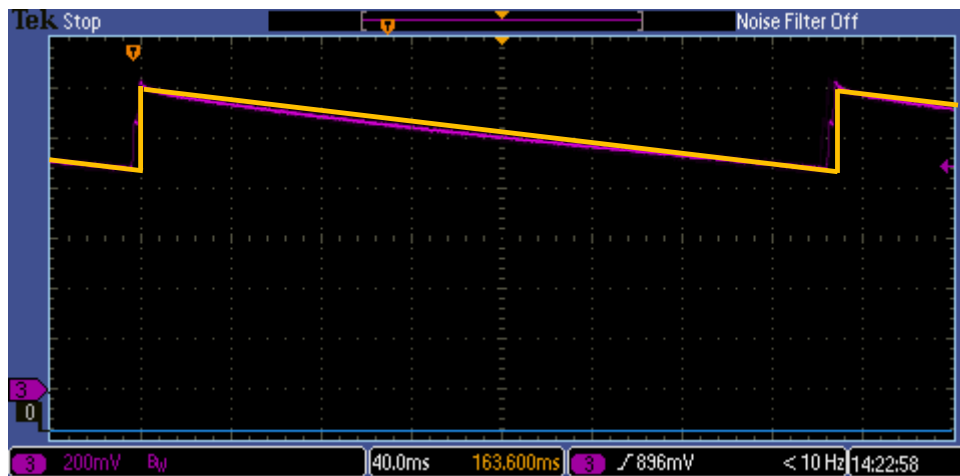 Tek Stop
Noise Filter Off
T
T
3
0
3 200mV BW
40.0ms 163.600ms
3 896mV
< 10 Hz
14:22:58